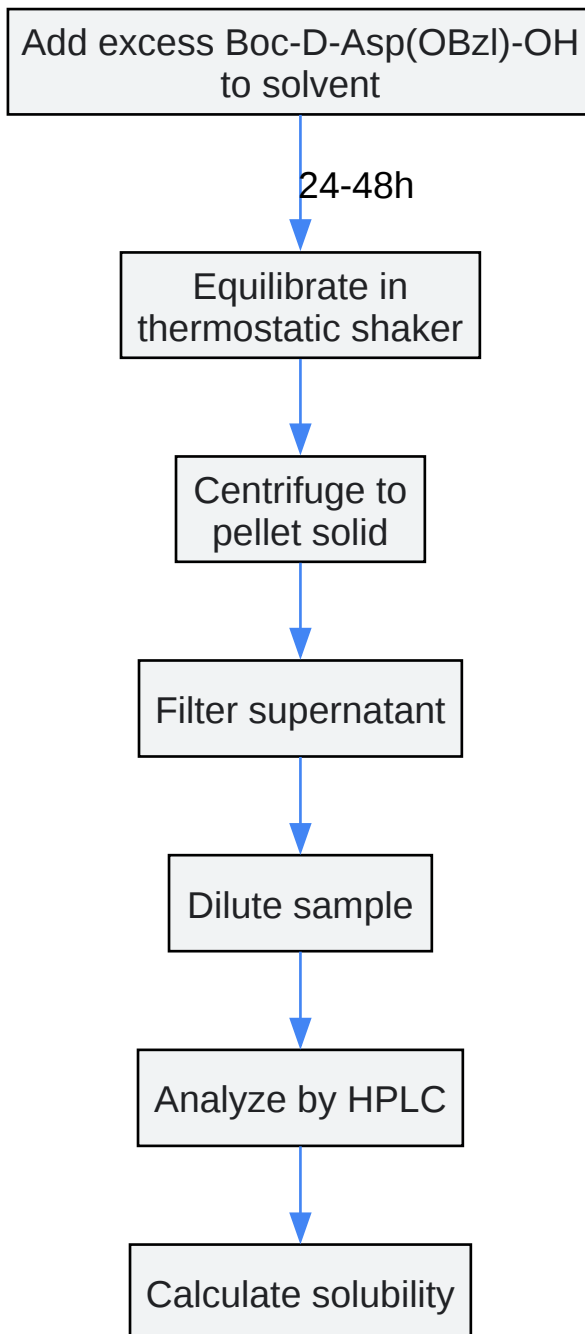 Add excess Boc-D-Asp(OBzl)-OH
to solvent
24-48h
Equilibrate in
thermostatic shaker
Centrifuge to
pellet solid
Filter supernatant
Dilute sample
Analyze by HPLC
Calculate solubility